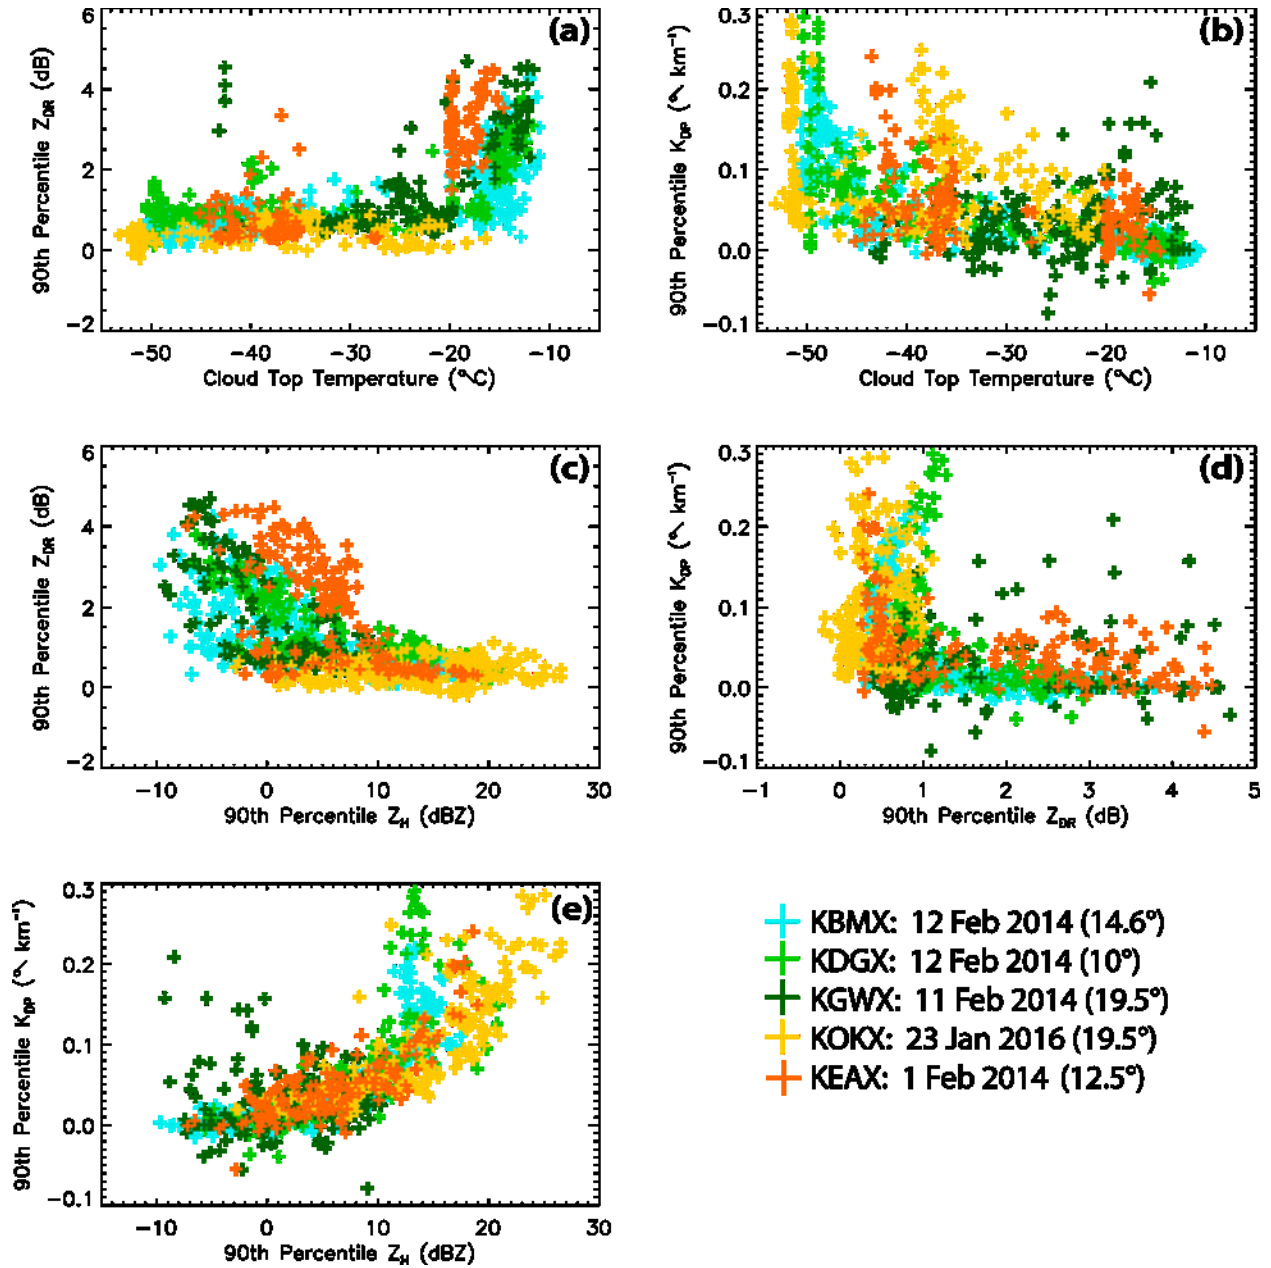 (a)
6
4
2
0
−2
90th Percentile Z_DR (dB)
−50 −40 −30 −20 −10
Cloud Top Temperature (°C)
(b)
0.3
0.2
0.1
0.0
−0.1
90th Percentile K_DP (° km⁻¹)
−50 −40 −30 −20 −10
Cloud Top Temperature (°C)
(c)
6
4
2
0
−2
90th Percentile Z_DR (dB)
−10 0 10 20 30
90th Percentile Z_H (dBZ)
(d)
0.3
0.2
0.1
0.0
−0.1
90th Percentile K_DP (° km⁻¹)
−1 0 1 2 3 4 5
90th Percentile Z_DR (dB)
(e)
0.3
0.2
0.1
0.0
−0.1
90th Percentile K_DP (° km⁻¹)
−10 0 10 20 30
90th Percentile Z_H (dBZ)
KBMX: 12 Feb 2014 (14.6°)
KDGX: 12 Feb 2014 (10°)
KGWX: 11 Feb 2014 (19.5°)
KOKX: 23 Jan 2016 (19.5°)
KEAX: 1 Feb 2014 (12.5°)